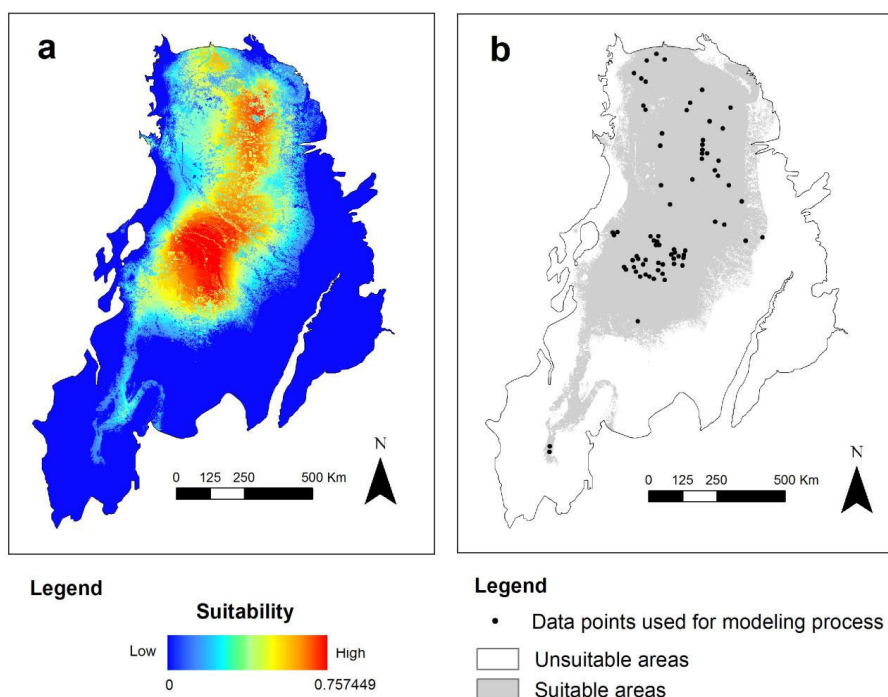 a
N
0 125 250 500 Km
Legend
Suitability
Low High
0 0.757449
b
N
0 125 250 500 Km
Legend
Data points used for modeling process
Unsuitable areas
Suitable areas